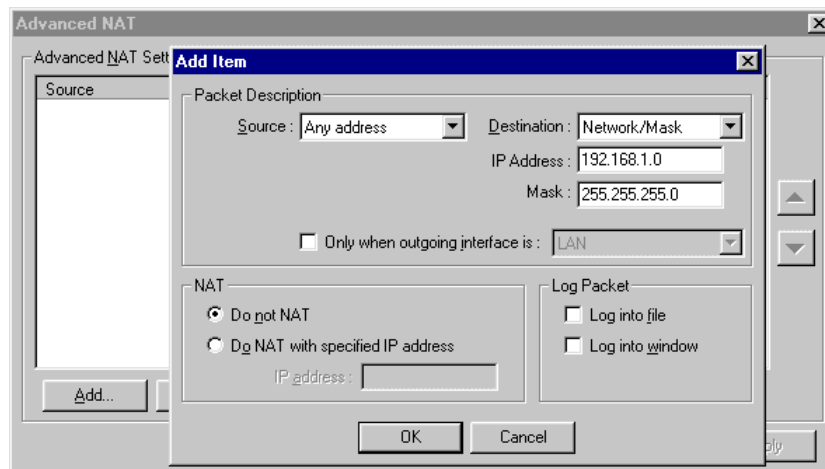 Advanced NAT
Advanced NAT Sett
Source
Add...
Add Item
Packet Description
Source : Any address
Destination : Network/Mask
IP Address : 192.168.1.0
Mask : 255.255.255.0
Only when outgoing interface is : LAN
NAT
Do not NAT
Do NAT with specified IP address
IP address :
Log Packet
Log into file
Log into window
OK
Cancel
ply